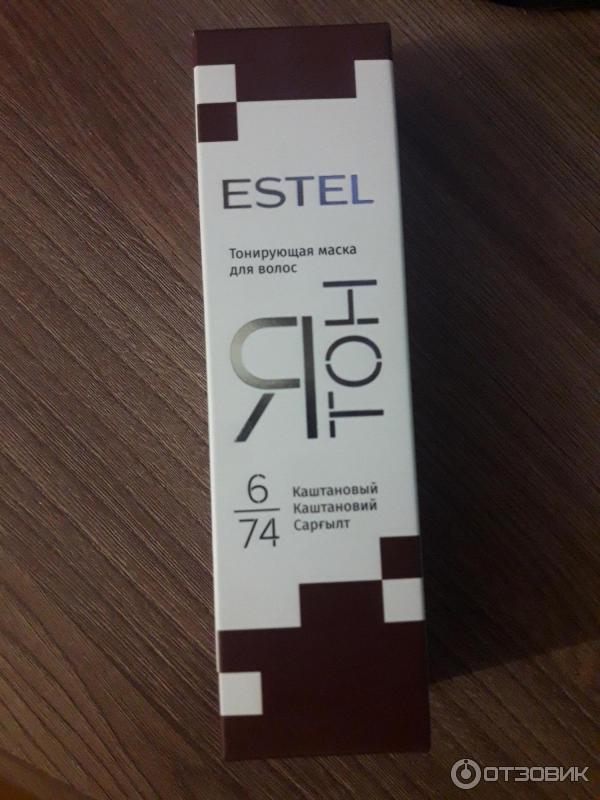 ESTEL
Тонирующая маска
для волос
Я
ТОН
6
74
Каштановый
Каштановий
Сарғылт
ОТЗОВИК